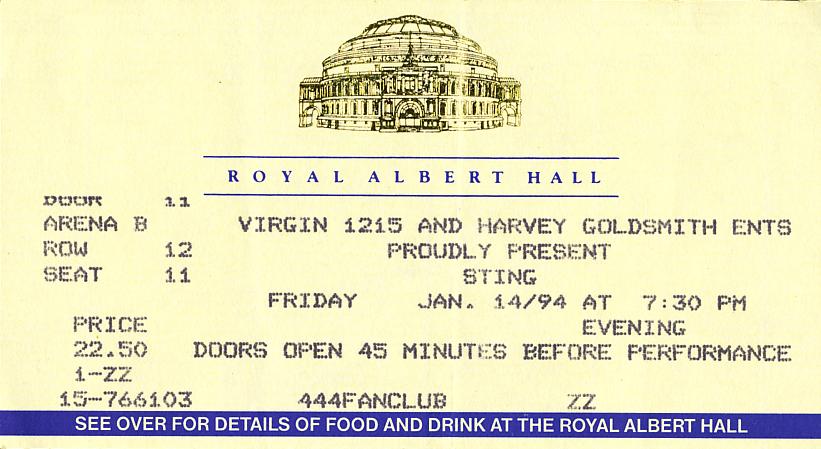 ROYAL ALBERT HALL
DOOR 11
ARENA B VIRGIN 1215 AND HARVEY GOLDSMITH ENTS
ROW 12 PROUDLY PRESENT
SEAT 11 STING
FRIDAY JAN. 14/94 AT 7:30 PM
PRICE EVENING
22.50 DOORS OPEN 45 MINUTES BEFORE PERFORMANCE
1-ZZ
15-766103 444FANCLUB ZZ
SEE OVER FOR DETAILS OF FOOD AND DRINK AT THE ROYAL ALBERT HALL